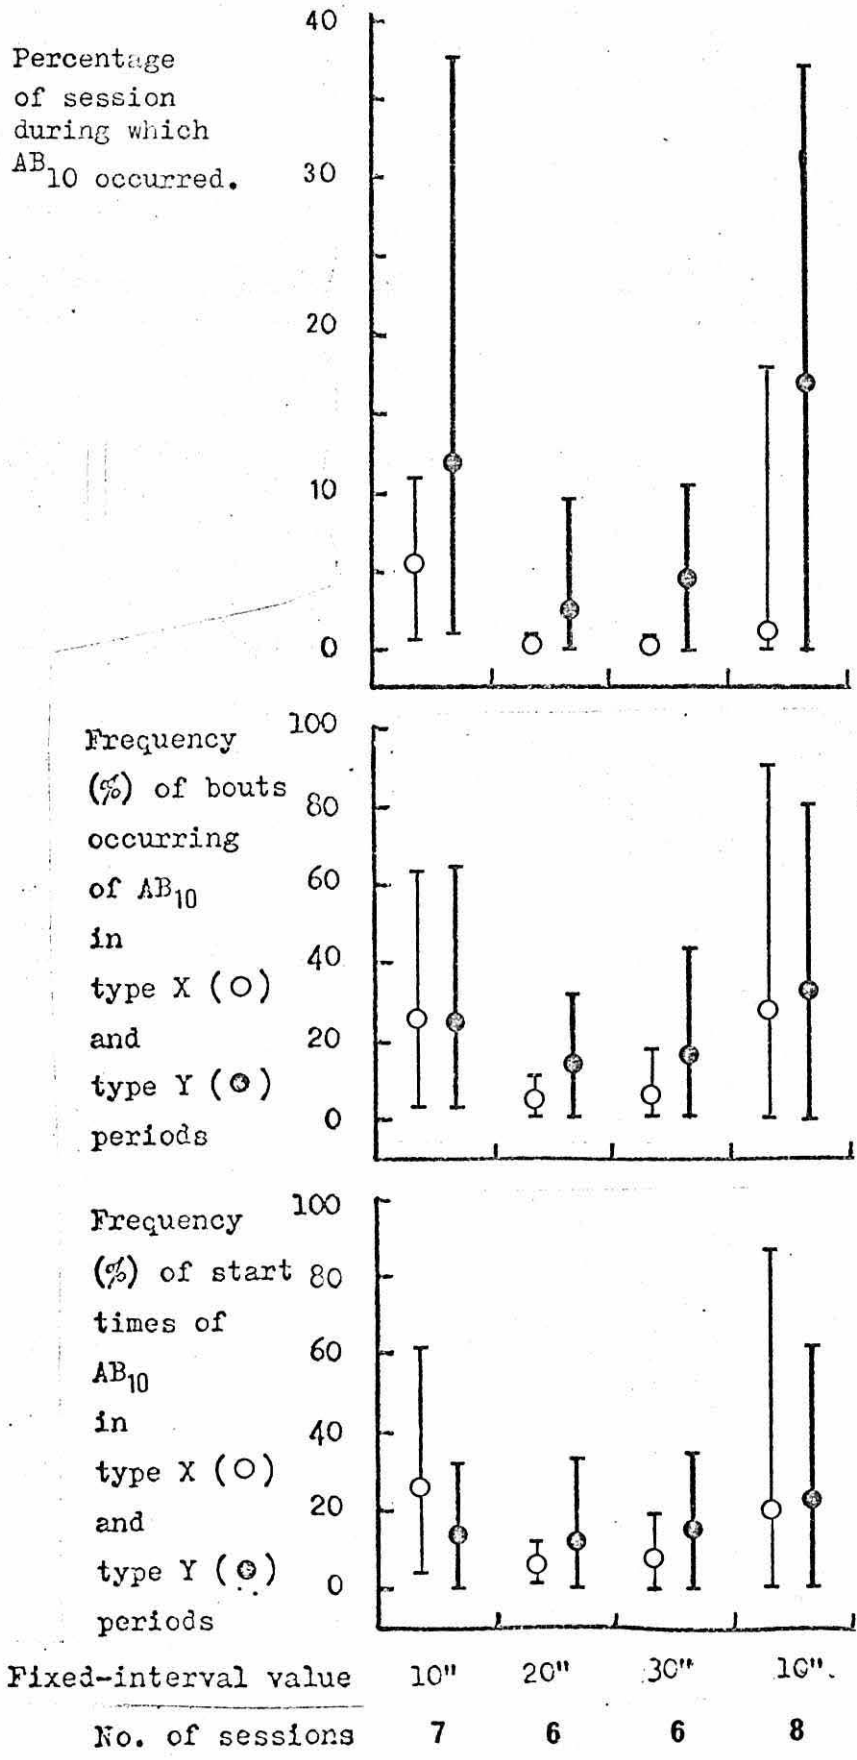 Percentage
of session
during which
AB10 occurred.
40
30
20
10
0
Frequency
(%) of bouts
occurring
of AB10
in
type X (O)
and
type Y (●)
periods
100
80
60
40
20
0
Frequency
(%) of start
times of
AB10
in
type X (O)
and
type Y (●)
periods
100
80
60
40
20
0
Fixed-interval value 10" 20" 30" 10"
No. of sessions 7 6 6 8